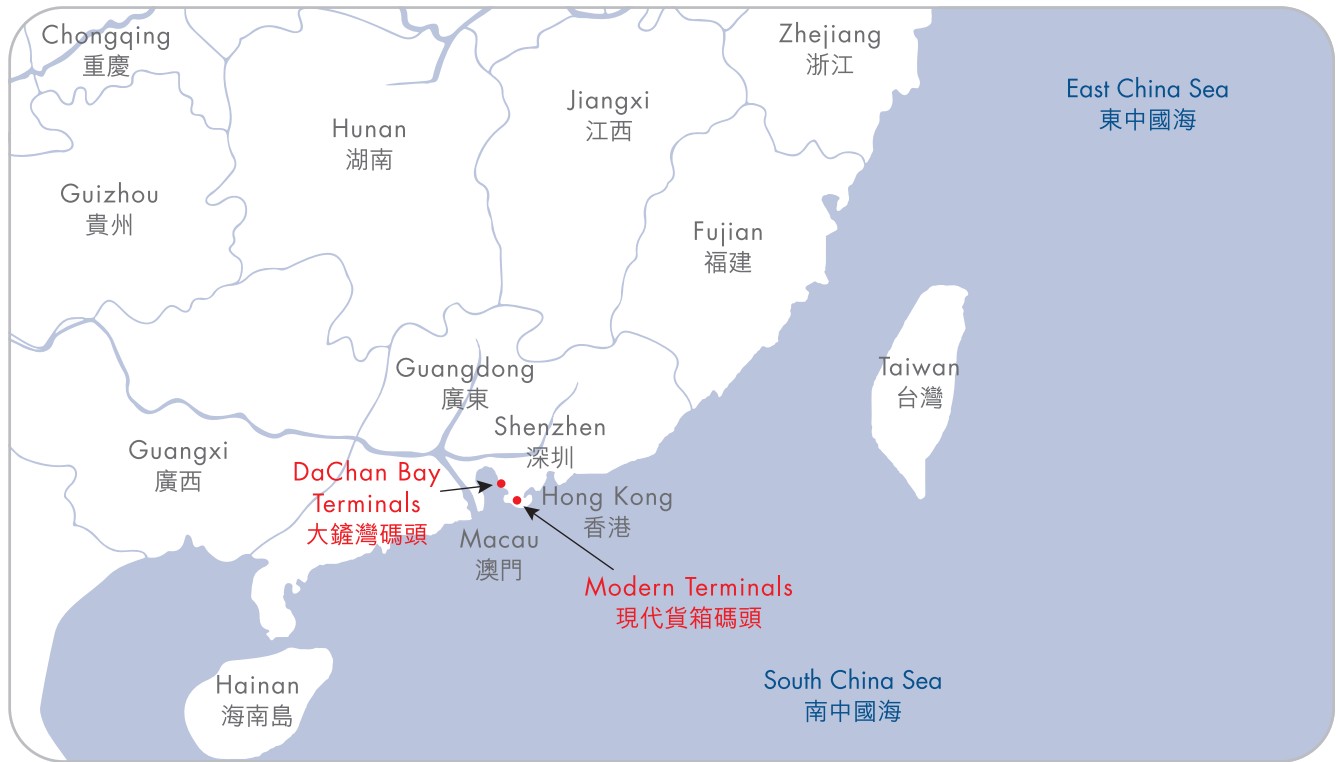 Chongqing
重慶
Zhejiang
浙江
East China Sea
東中國海
Jiangxi
江西
Hunan
湖南
Guizhou
貴州
Fujian
福建
Taiwan
台灣
Guangdong
廣東
Shenzhen
深圳
Guangxi
廣西
DaChan Bay
Terminals
大鏟灣碼頭
Hong Kong
香港
Macau
澳門
Modern Terminals
現代貨箱碼頭
Hainan
海南島
South China Sea
南中國海